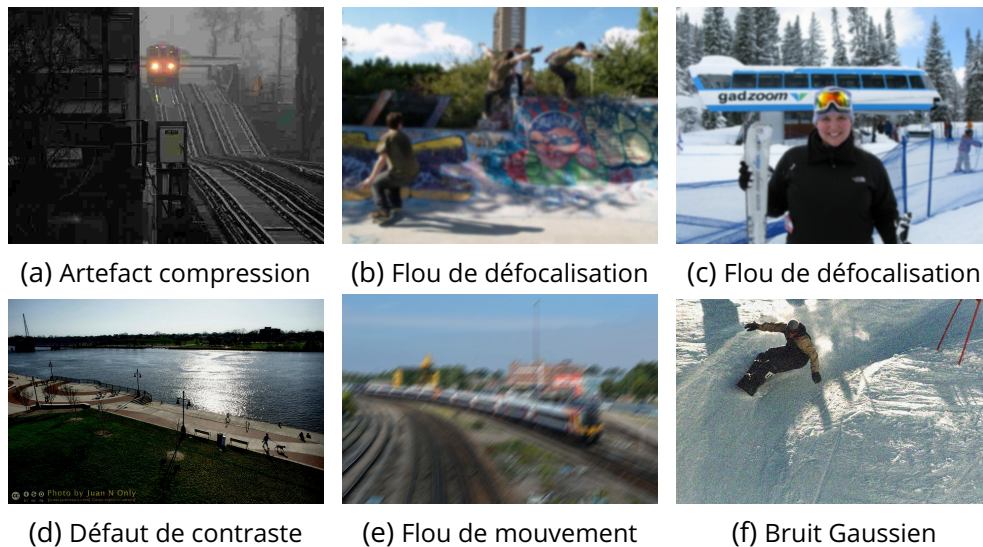 gadzoom
(a) Artefact compression
(b) Flou de défocalisation
(c) Flou de défocalisation
Photo by Juan N Only
(d) Défaut de contraste
(e) Flou de mouvement
(f) Bruit Gaussien